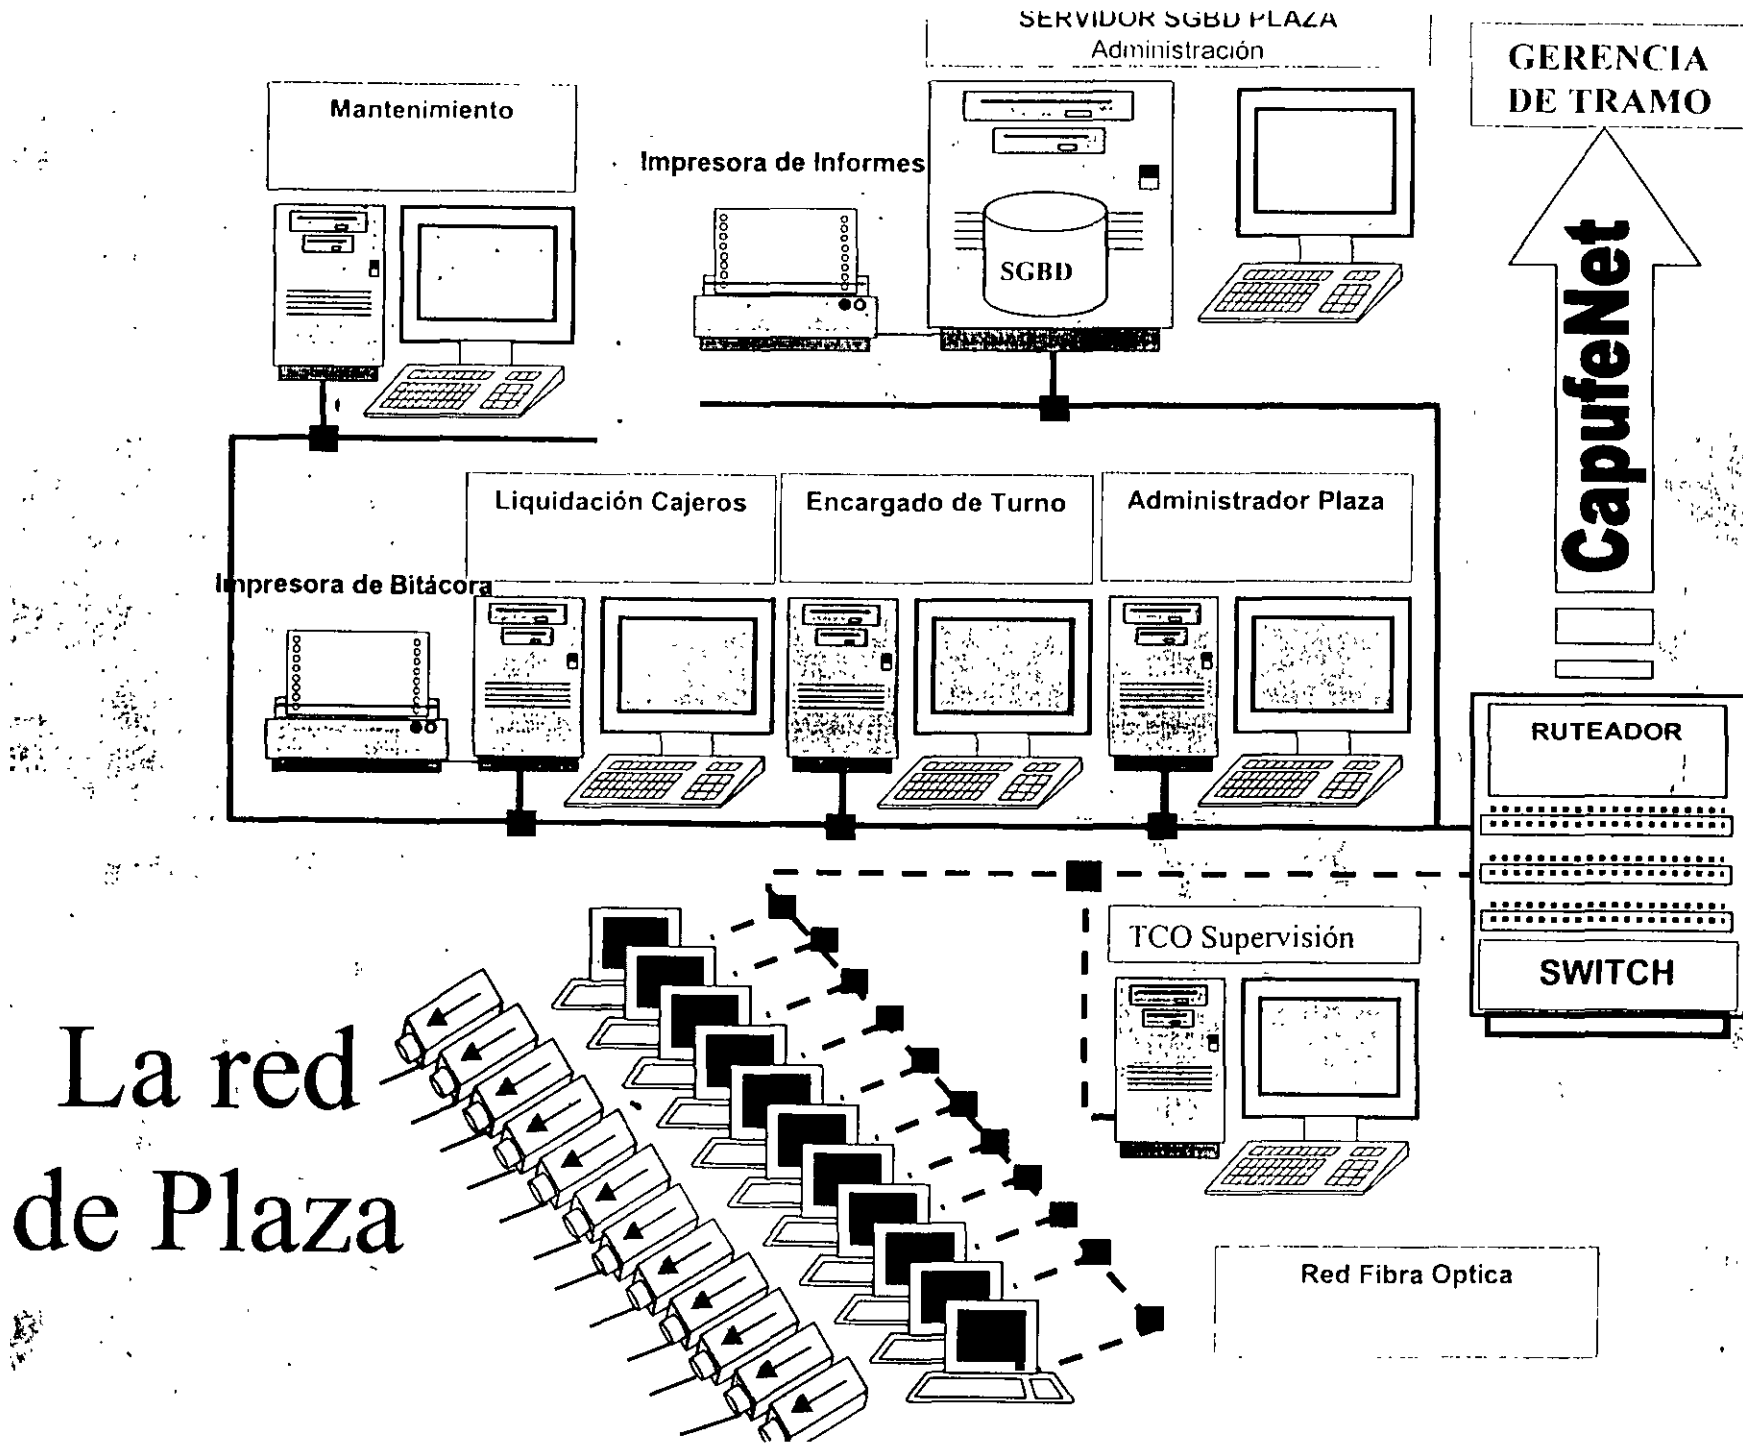 SERVIDOR SGBD PLAZA
Administración
GERENCIA
DE TRAMO
Mantenimiento
Impresora de Informes
SGBD
CapufeNet
Liquidación Cajeros
Encargado de Turno
Administrador Plaza
Impresora de Bitácora
RUTEADOR
TCO Supervisión
SWITCH
La red
de Plaza
Red Fibra Optica